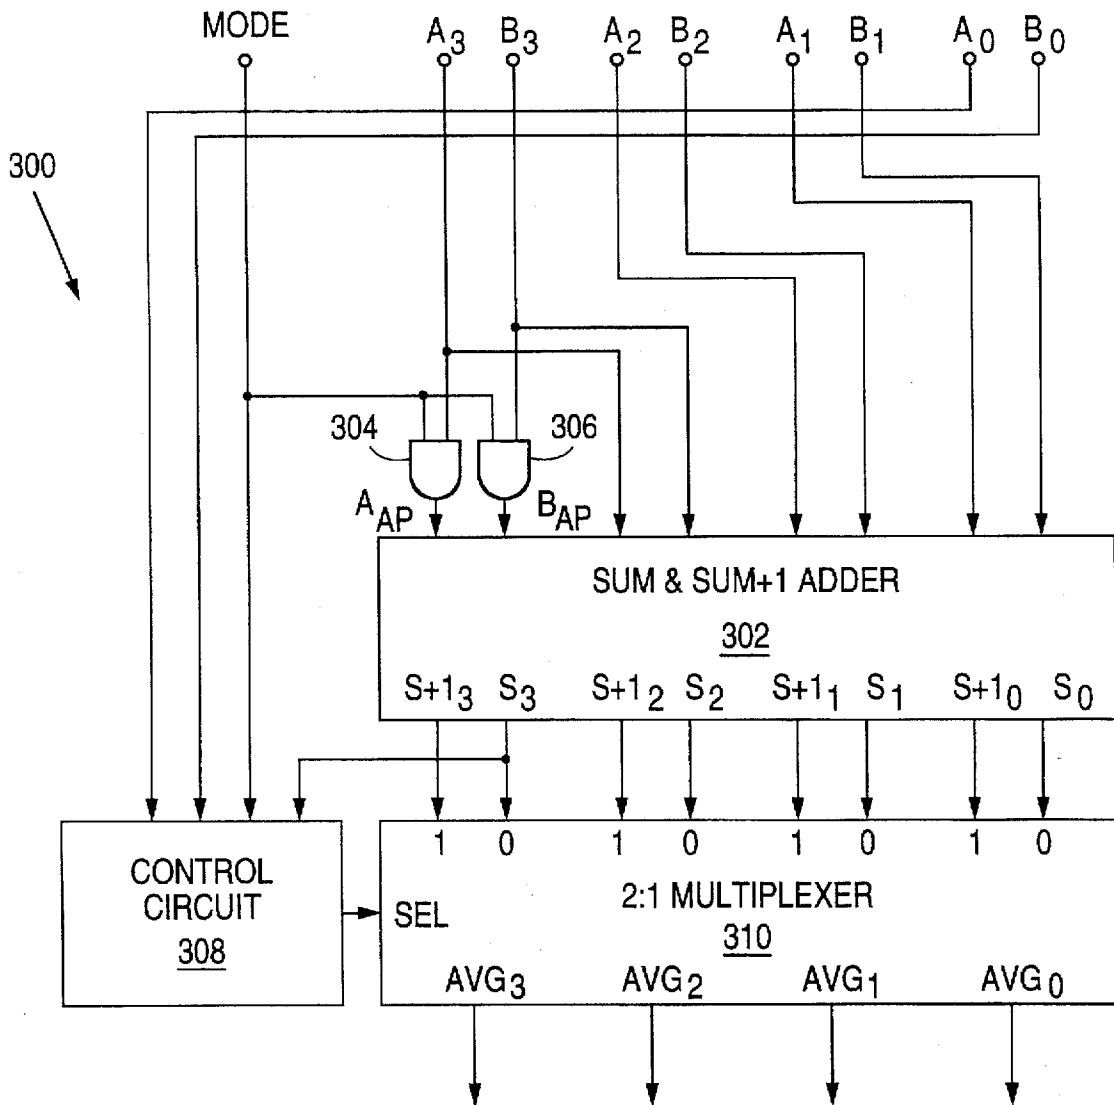 MODE A3 B3 A2 B2 A1 B1 A0 B0
300
304 306
AAP BAP
SUM & SUM+1 ADDER
302
S+13 S3 S+12 S2 S+11 S1 S+10 S0
1 0 1 0 1 0 1 0
CONTROL
CIRCUIT
308
SEL
2:1 MULTIPLEXER
310
AVG3 AVG2 AVG1 AVG0